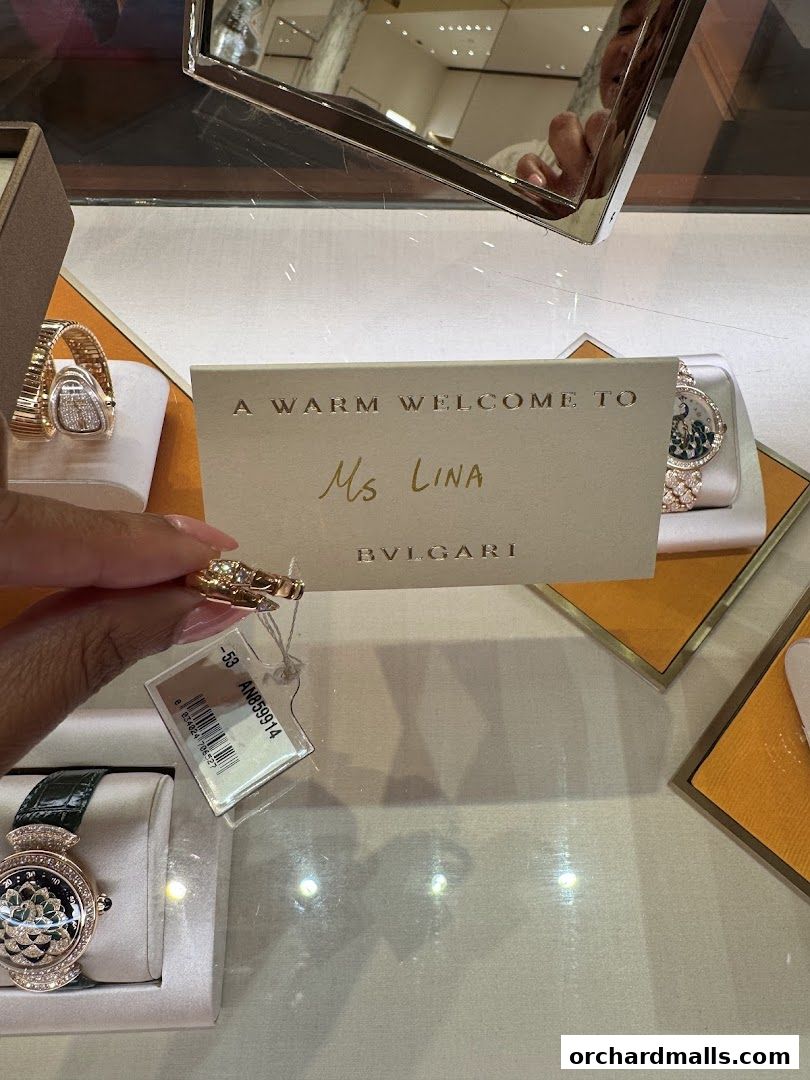 A WARM WELCOME TO
Ms LINA
BVLGARI
-53
AN859914
orchardmalls.com